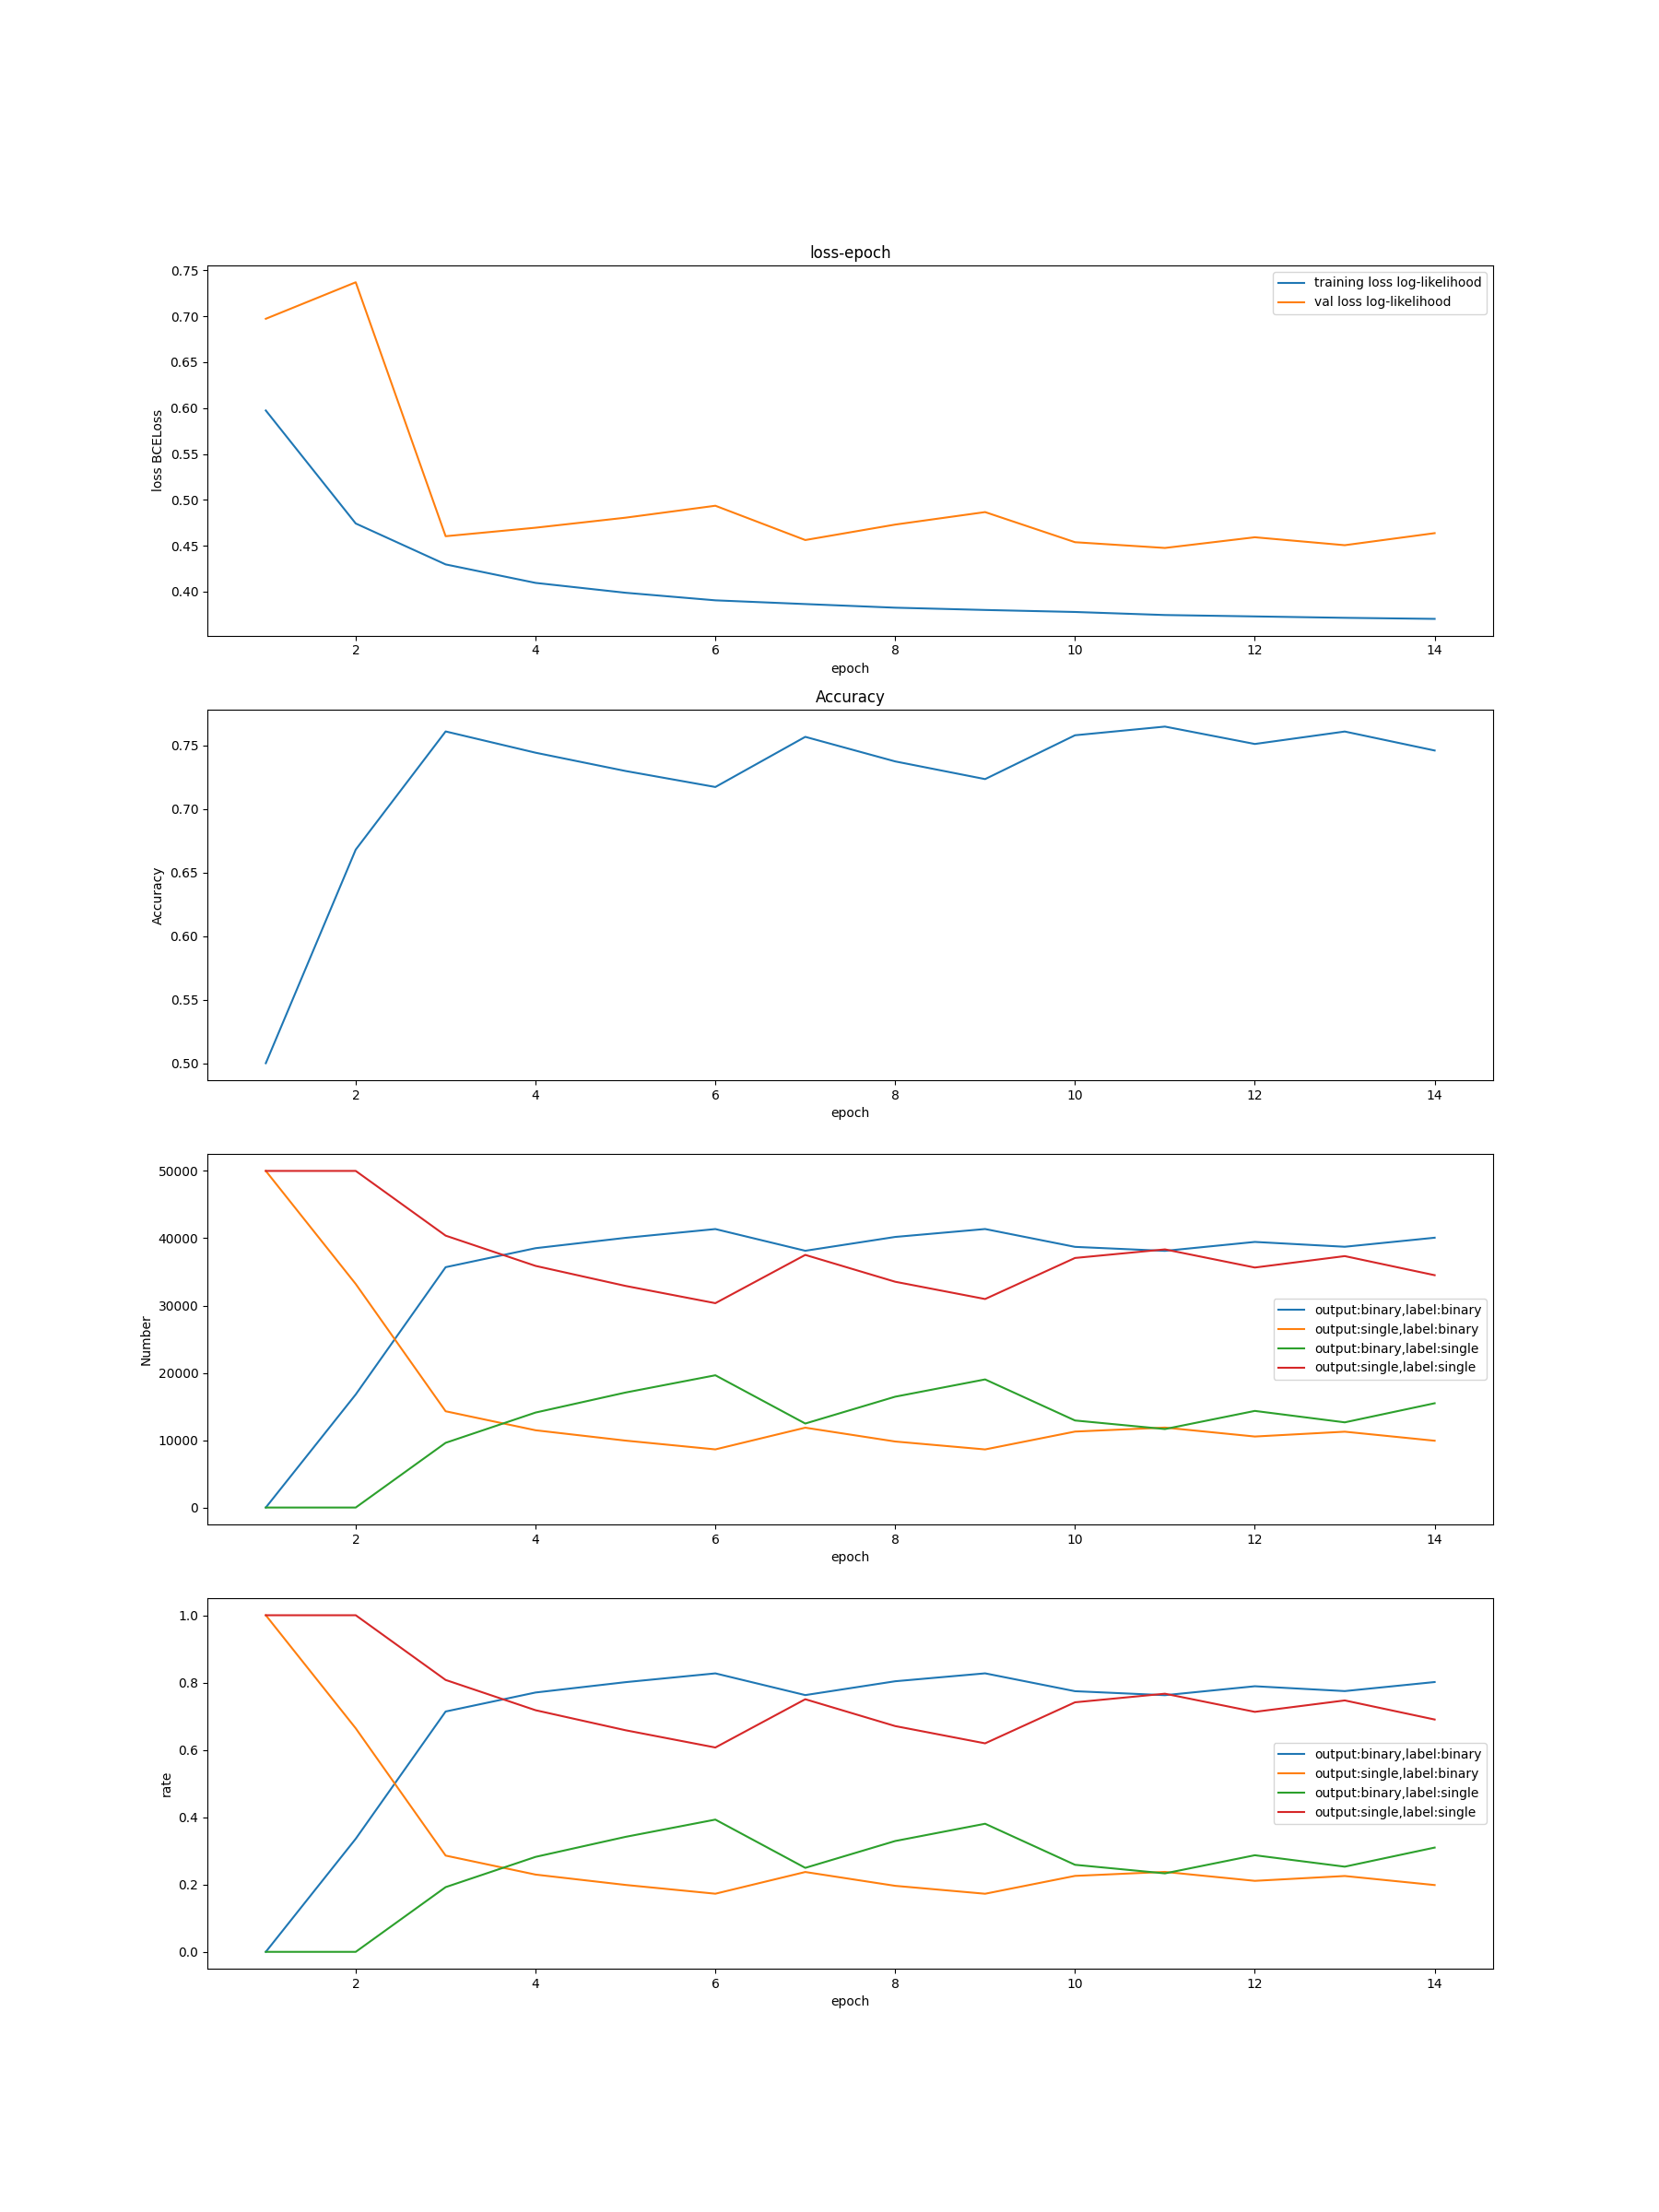 loss-epoch
0.75
0.70
0.65
0.60
0.55
0.50
0.45
0.40
loss BCELoss
training loss log-likelihood
val loss log-likelihood
2 4 6 8 10 12 14
epoch
Accuracy
0.75
0.70
0.65
0.60
0.55
0.50
Accuracy
2 4 6 8 10 12 14
epoch
50000
40000
30000
20000
10000
0
Number
output:binary,label:binary
output:single,label:binary
output:binary,label:single
output:single,label:single
2 4 6 8 10 12 14
epoch
1.0
0.8
0.6
0.4
0.2
0.0
rate
output:binary,label:binary
output:single,label:binary
output:binary,label:single
output:single,label:single
2 4 6 8 10 12 14
epoch